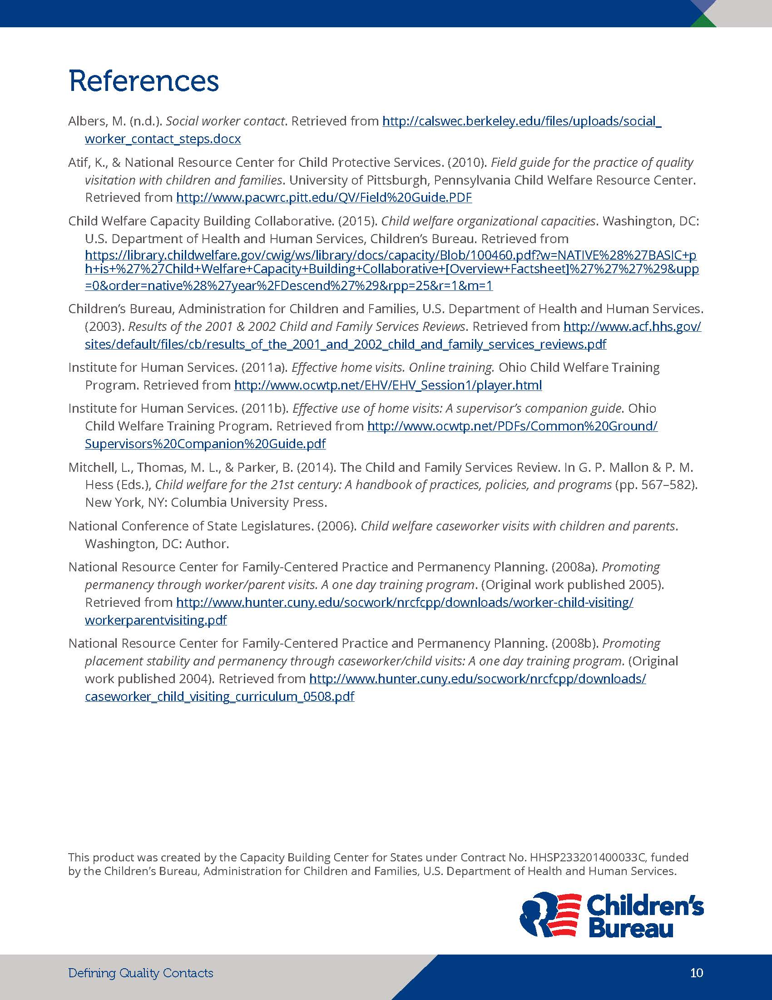 References
Albers, M. (n.d.). Social worker contact. Retrieved from http://calswec.berkeley.edu/files/uploads/social_
worker_contact_steps.docx
Atif, K., & National Resource Center for Child Protective Services. (2010). Field guide for the practice of quality
visitation with children and families. University of Pittsburgh, Pennsylvania Child Welfare Resource Center.
Retrieved from http://www.pacwrc.pitt.edu/QV/Field%20Guide.PDF
Child Welfare Capacity Building Collaborative. (2015). Child welfare organizational capacities. Washington, DC:
U.S. Department of Health and Human Services, Children’s Bureau. Retrieved from
https://library.childwelfare.gov/cwig/ws/library/docs/capacity/Blob/100460.pdf?w=NATIVE%28%27BASIC+p
h+is+%27%27Child+Welfare+Capacity+Building+Collaborative+[Overview+Factsheet]%27%27%27%29&upp
=0&order=native%28%27year%2FDescend%27%29&rpp=25&r=1&m=1
Children’s Bureau, Administration for Children and Families, U.S. Department of Health and Human Services.
(2003). Results of the 2001 & 2002 Child and Family Services Reviews. Retrieved from http://www.acf.hhs.gov/
sites/default/files/cb/results_of_the_2001_and_2002_child_and_family_services_reviews.pdf
Institute for Human Services. (2011a). Effective home visits. Online training. Ohio Child Welfare Training
Program. Retrieved from http://www.ocwtp.net/EHV/EHV_Session1/player.html
Institute for Human Services. (2011b). Effective use of home visits: A supervisor’s companion guide. Ohio
Child Welfare Training Program. Retrieved from http://www.ocwtp.net/PDFs/Common%20Ground/
Supervisors%20Companion%20Guide.pdf
Mitchell, L., Thomas, M. L., & Parker, B. (2014). The Child and Family Services Review. In G. P. Mallon & P. M.
Hess (Eds.), Child welfare for the 21st century: A handbook of practices, policies, and programs (pp. 567–582).
New York, NY: Columbia University Press.
National Conference of State Legislatures. (2006). Child welfare caseworker visits with children and parents.
Washington, DC: Author.
National Resource Center for Family-Centered Practice and Permanency Planning. (2008a). Promoting
permanency through worker/parent visits. A one day training program. (Original work published 2005).
Retrieved from http://www.hunter.cuny.edu/socwork/nrcfcpp/downloads/worker-child-visiting/
workerparentvisiting.pdf
National Resource Center for Family-Centered Practice and Permanency Planning. (2008b). Promoting
placement stability and permanency through caseworker/child visits: A one day training program. (Original
work published 2004). Retrieved from http://www.hunter.cuny.edu/socwork/nrcfcpp/downloads/
caseworker_child_visiting_curriculum_0508.pdf
This product was created by the Capacity Building Center for States under Contract No. HHSP233201400033C, funded
by the Children’s Bureau, Administration for Children and Families, U.S. Department of Health and Human Services.
Children’s
Bureau
Defining Quality Contacts
10